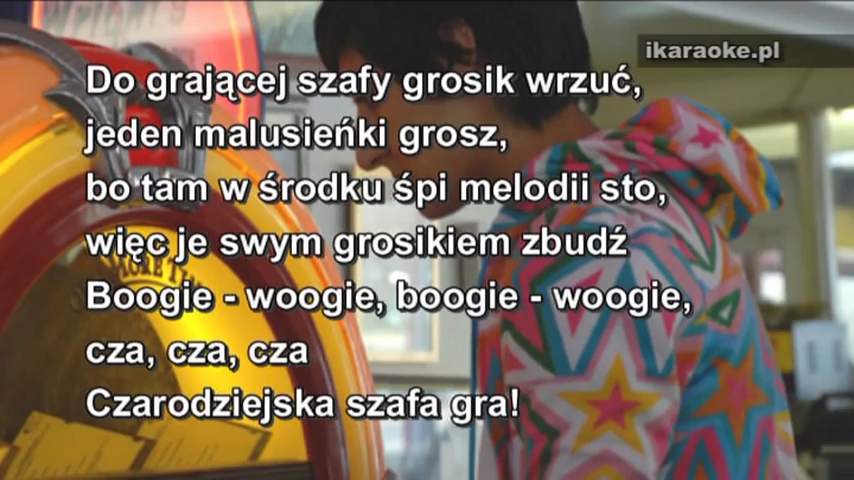 ikaraoke.pl
Do grającej szafy grosik wrzuć,
jeden malusieńki grosz,
bo tam w środku śpi melodii sto,
więc je swym grosikiem zbudź
Boogie - woogie, boogie - woogie,
cza, cza, cza
Czarodziejska szafa gra!